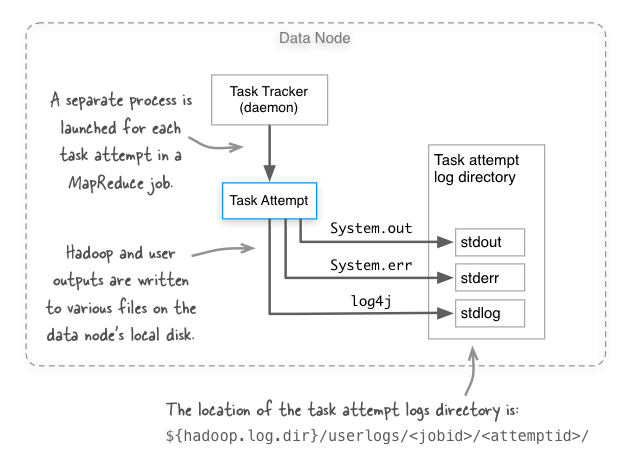 Data Node
Task Tracker
(daemon)
A separate process is
launched for each
task attempt in a
MapReduce job.
Task attempt
log directory
Task Attempt
System.out
stdout
System.err
stderr
log4j
stdlog
Hadoop and user
outputs are written
to various files on the
data node's local disk.
The location of the task attempt logs directory is:
${hadoop.log.dir}/userlogs/<jobid>/<attemptid>/